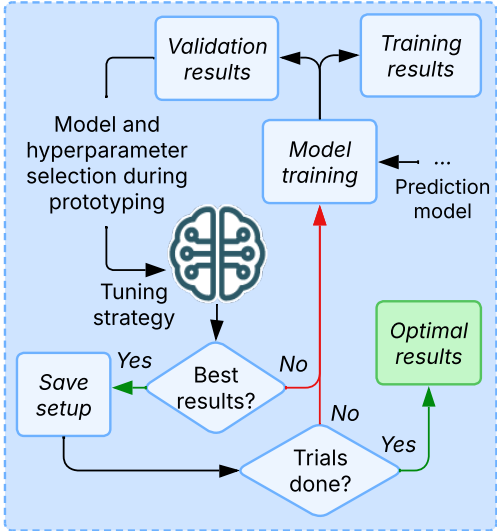 Validation
results
Training
results
Model and
hyperparameter
selection during
prototyping
Model
training
...
Prediction
model
Tuning
strategy
Optimal
results
Yes
Best
results?
No
Save
setup
No
Yes
Trials
done?